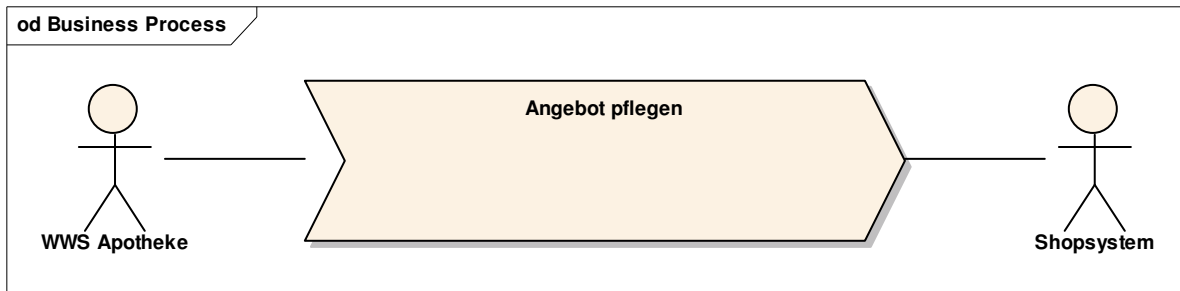 od Business Process
Angebot pflegen
WWS Apotheke
Shopsystem